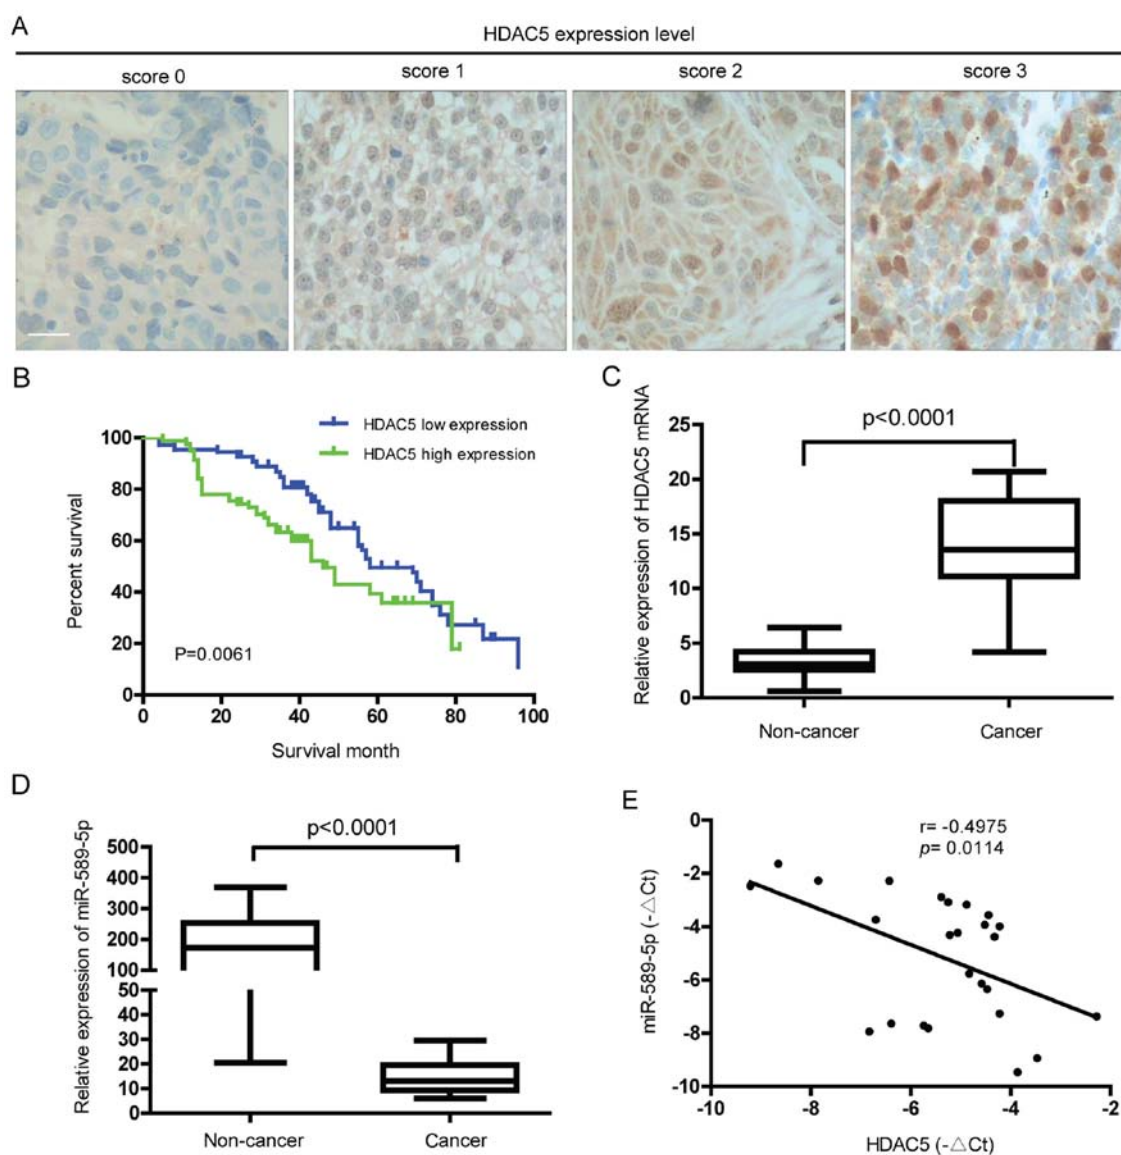 A
HDAC5 expression level
score 0
score 1
score 2
score 3
B
HDAC5 low expression
HDAC5 high expression
Percent survival
100
80
60
40
20
0
P=0.0061
0
20
40
60
80
100
Survival month
C
Relative expression of HDAC5 mRNA
25
20
15
10
5
0
p<0.0001
Non-cancer
Cancer
D
Relative expression of miR-589-5p
500
400
300
200
100
50
40
30
20
10
0
p<0.0001
Non-cancer
Cancer
E
miR-589-5p (-△Ct)
0
-2
-4
-6
-8
-10
r= -0.4975
p= 0.0114
-10
-8
-6
-4
-2
HDAC5 (-△Ct)